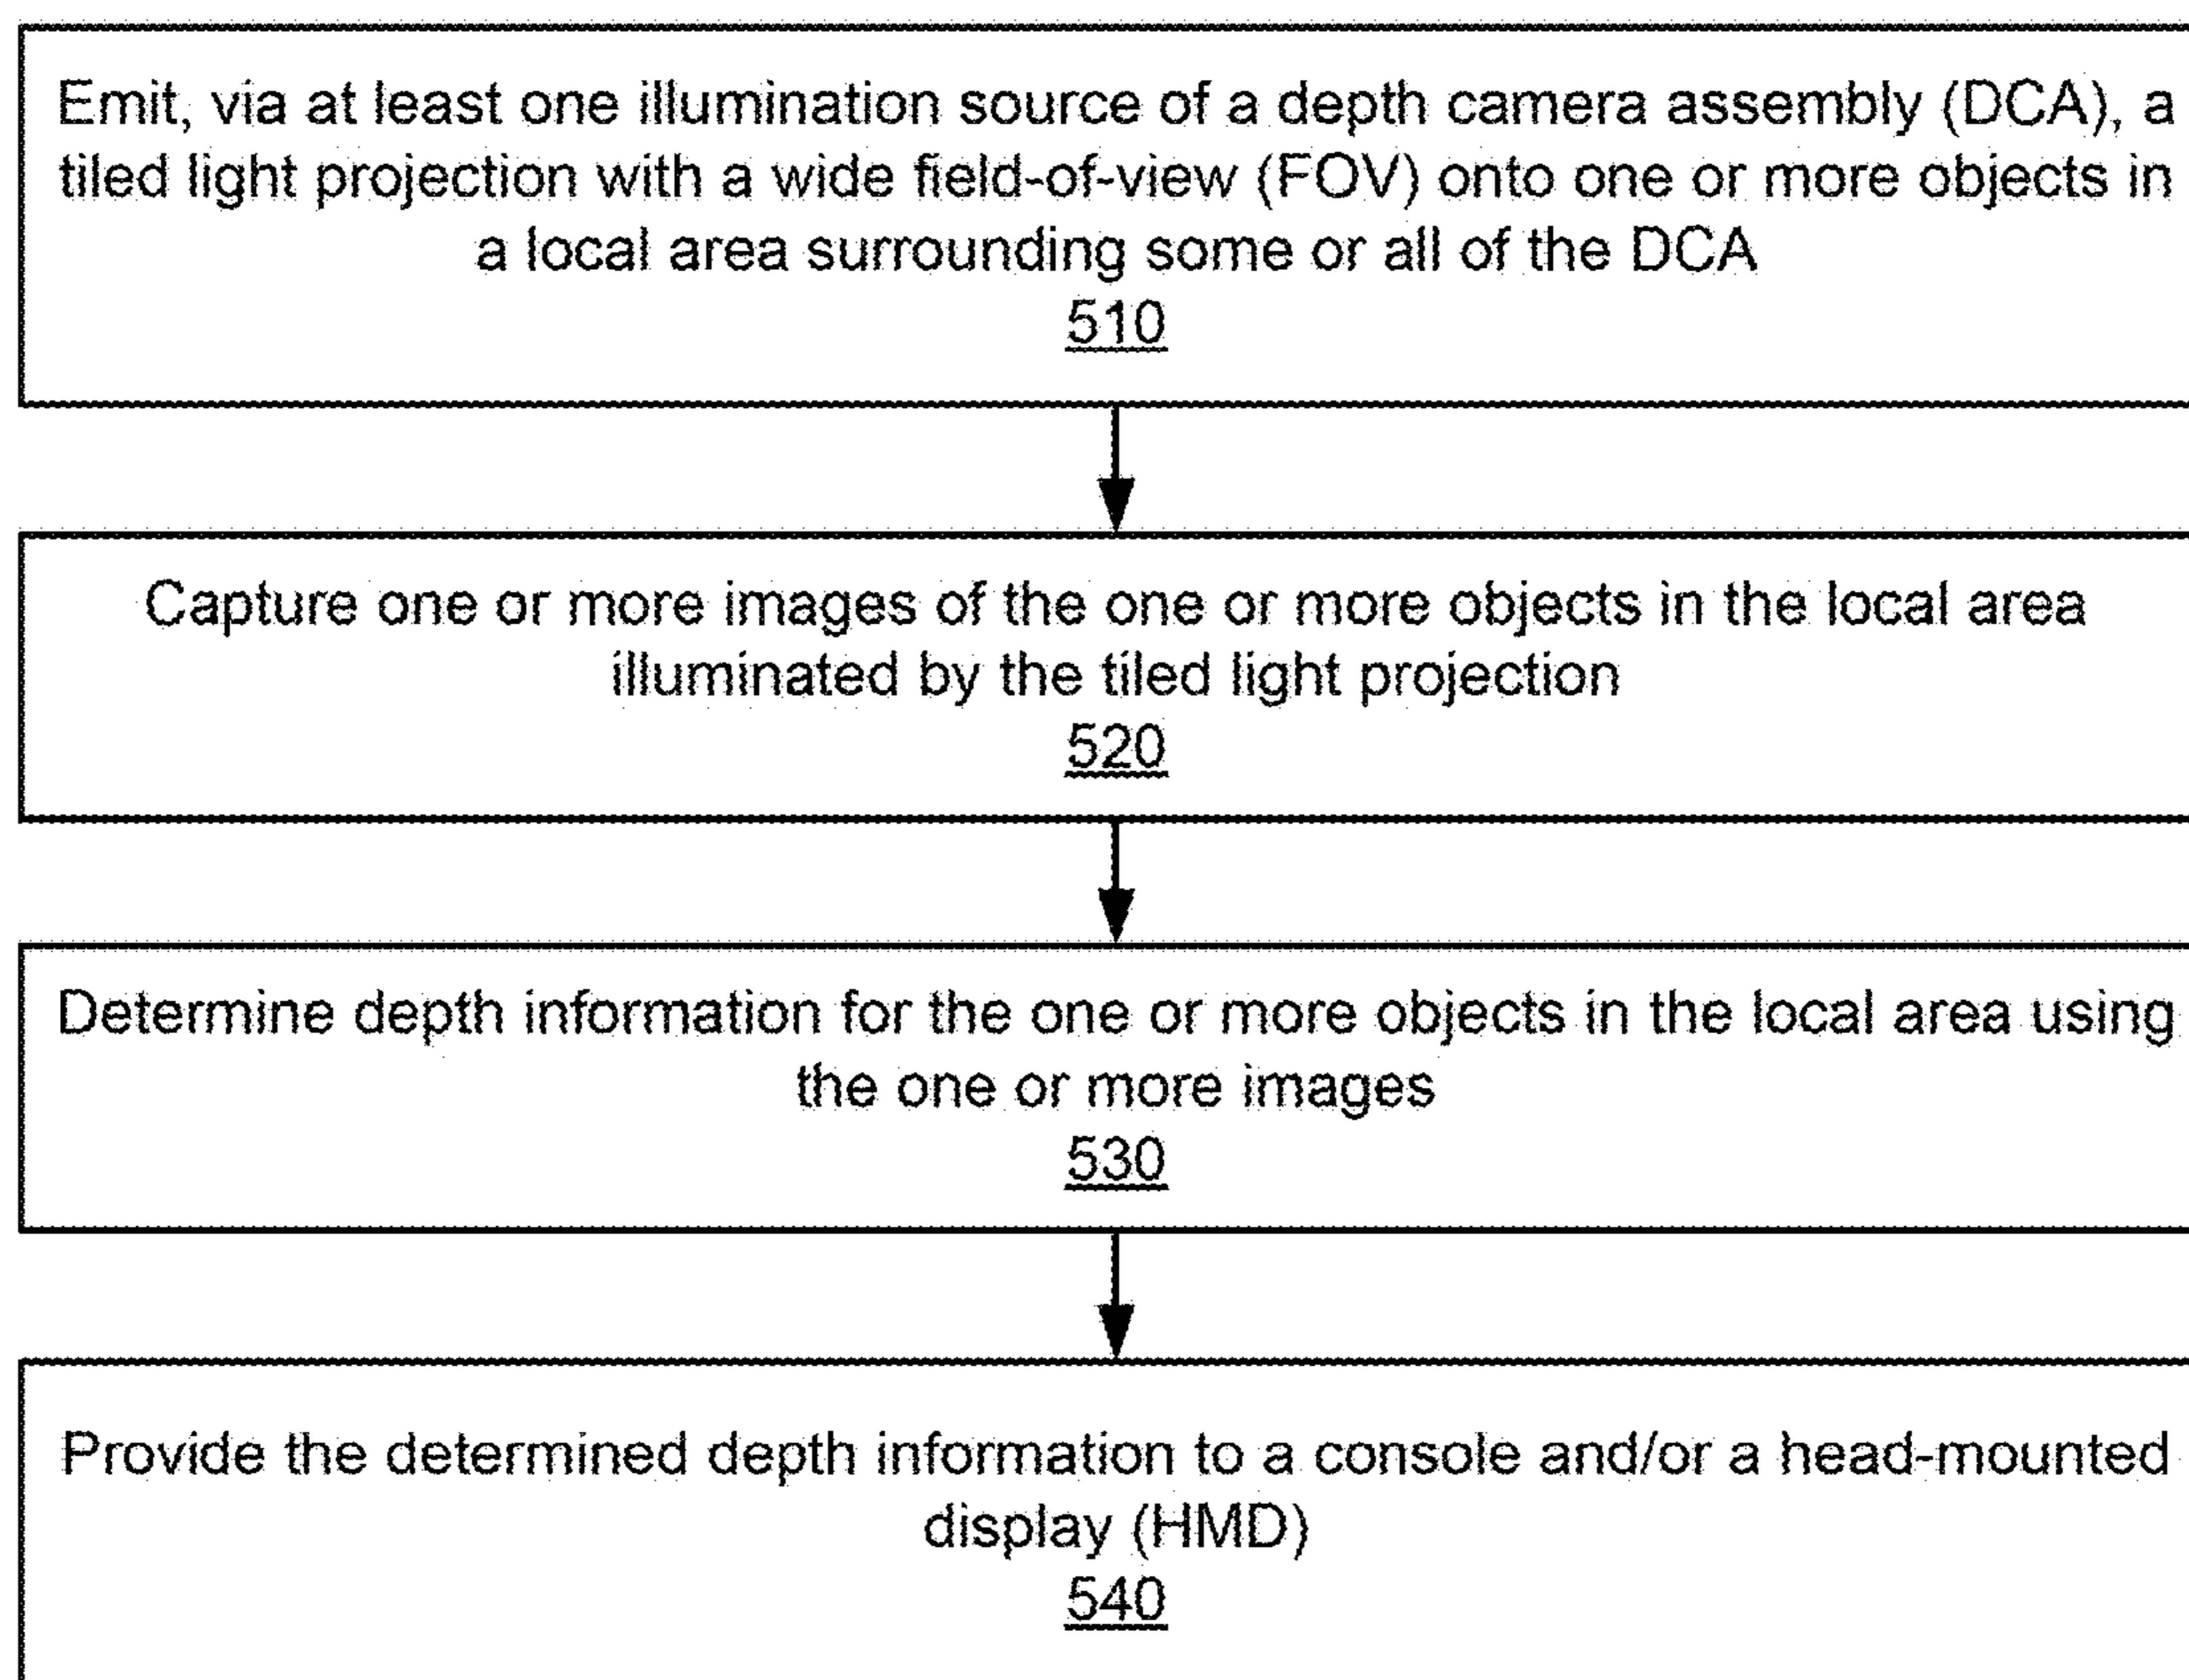 Emit, via at least one illumination source of a depth camera assembly (DCA), a
tiled light projection with a wide field-of-view (FOV) onto one or more objects in
a local area surrounding some or all of the DCA
510
Capture one or more images of the one or more objects in the local area
illuminated by the tiled light projection
520
Determine depth information for the one or more objects in the local area using
the one or more images
530
Provide the determined depth information to a console and/or a head-mounted
display (HMD)
540